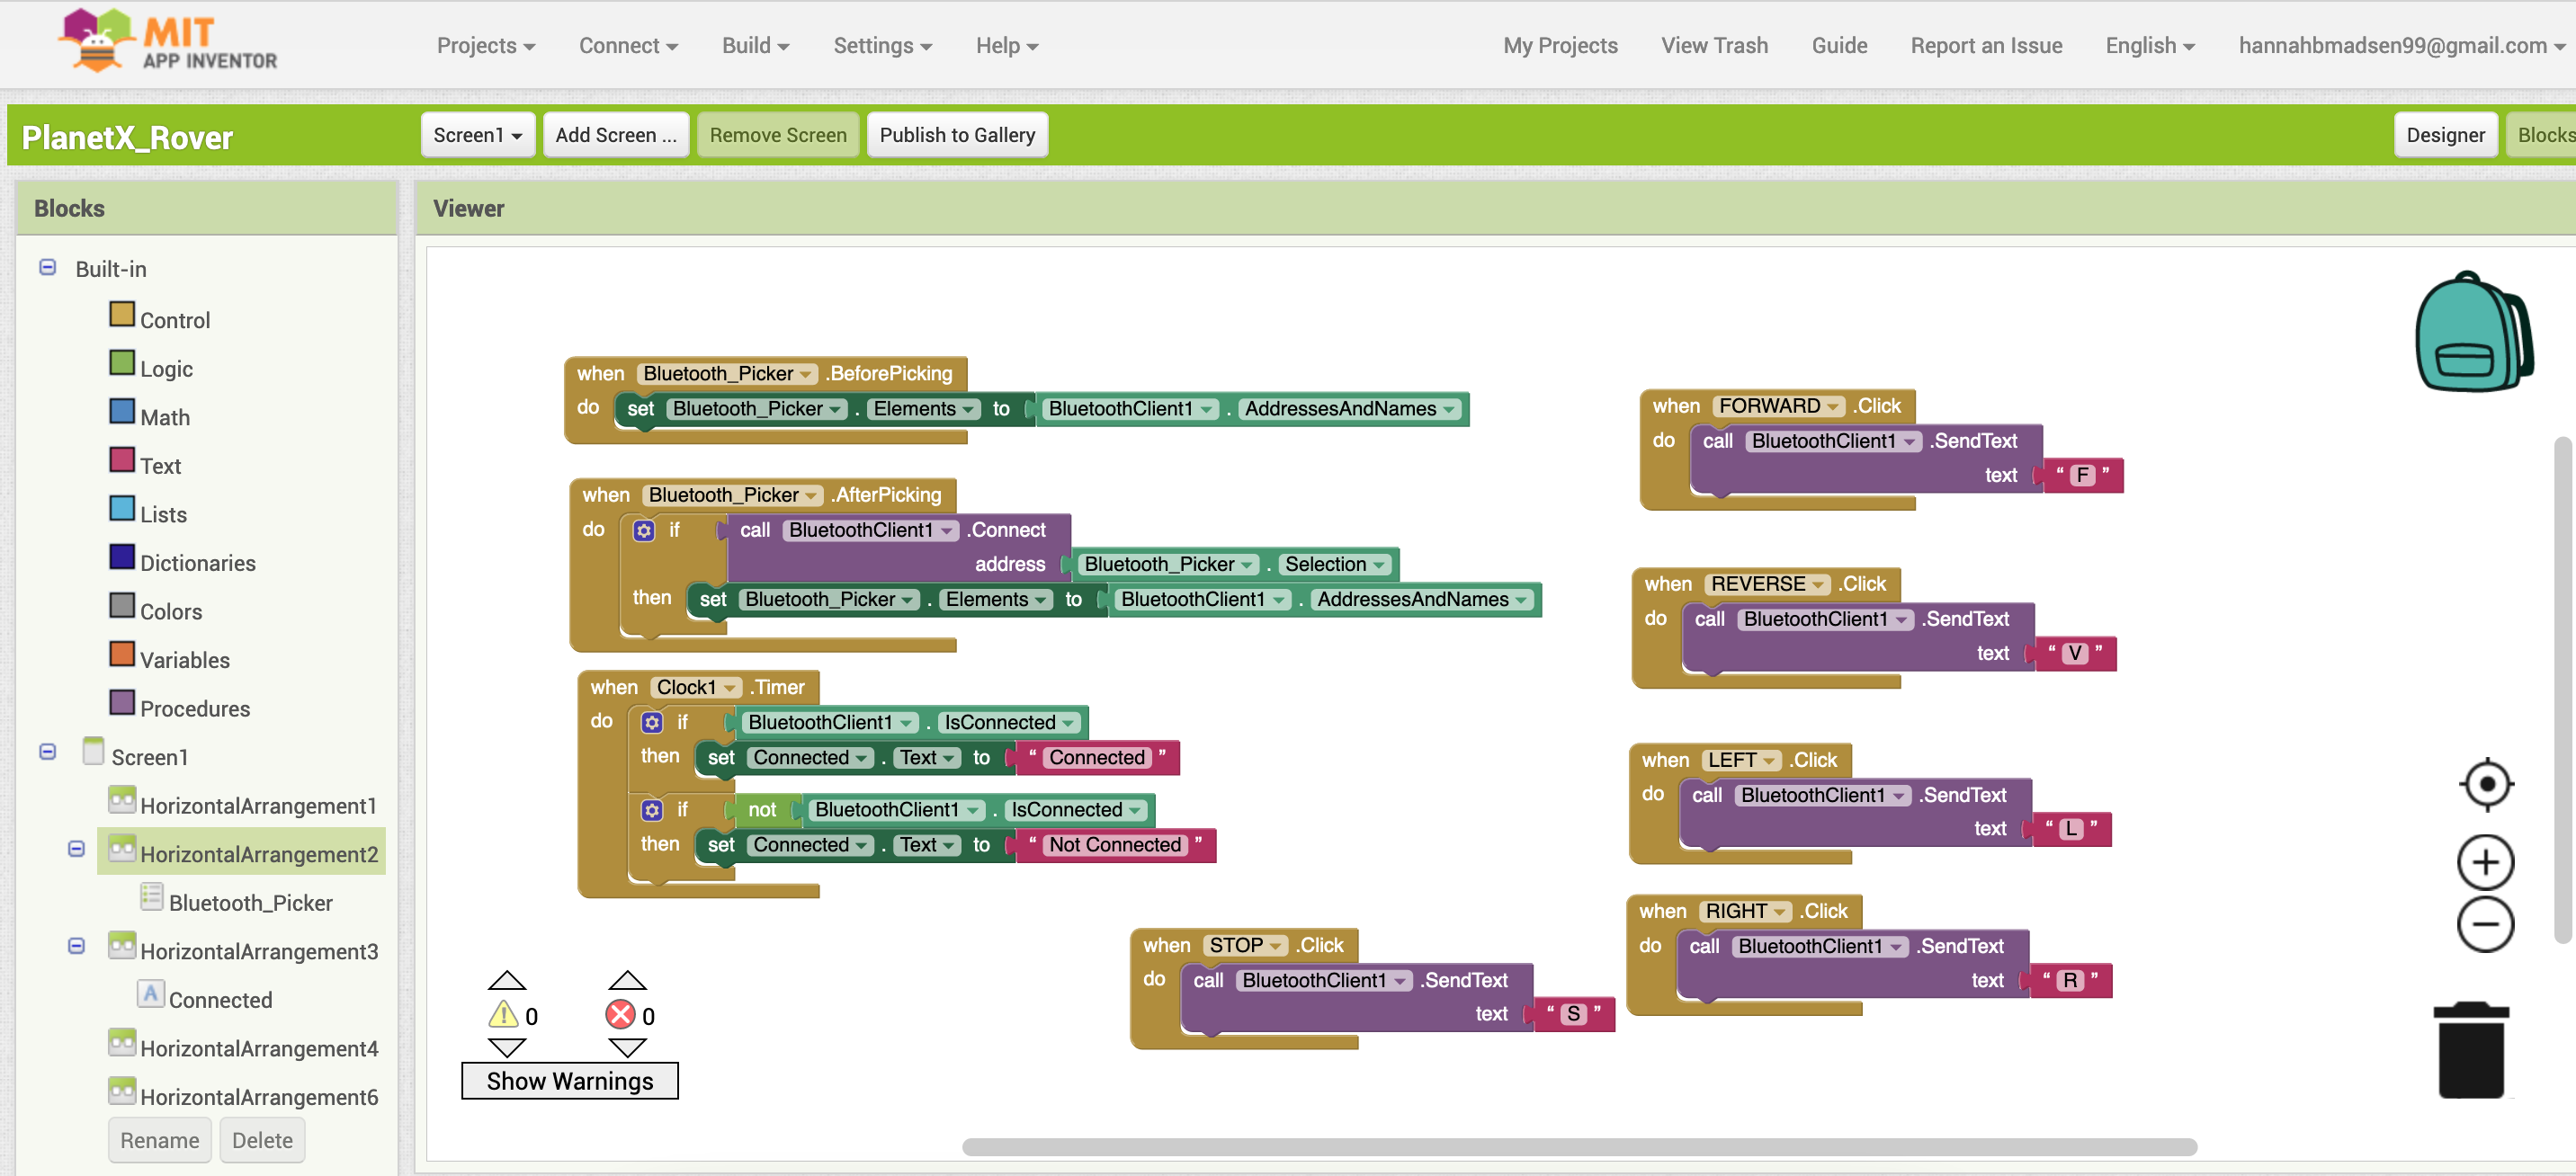 MIT
APP INVENTOR
Projects Connect Build Settings Help My Projects View Trash Guide Report an Issue English hannahbmadsen99@gmail.com
PlanetX_Rover Screen1 Add Screen ... Remove Screen Publish to Gallery Designer Blocks
Blocks
Built-in
Control
Logic
Math
Text
Lists
Dictionaries
Colors
Variables
Procedures
Screen1
HorizontalArrangement1
HorizontalArrangement2
Bluetooth_Picker
HorizontalArrangement3
Connected
HorizontalArrangement4
HorizontalArrangement6
Rename Delete
Viewer
when Bluetooth_Picker .BeforePicking
do set Bluetooth_Picker . Elements to BluetoothClient1 . AddressesAndNames
when Bluetooth_Picker .AfterPicking
do if call BluetoothClient1 .Connect
address Bluetooth_Picker . Selection
then set Bluetooth_Picker . Elements to BluetoothClient1 . AddressesAndNames
when Clock1 .Timer
do if BluetoothClient1 . IsConnected
then set Connected . Text to “ Connected ”
if not BluetoothClient1 . IsConnected
then set Connected . Text to “ Not Connected ”
when STOP .Click
do call BluetoothClient1 .SendText
text “ S ”
when FORWARD .Click
do call BluetoothClient1 .SendText
text “ F ”
when REVERSE .Click
do call BluetoothClient1 .SendText
text “ V ”
when LEFT .Click
do call BluetoothClient1 .SendText
text “ L ”
when RIGHT .Click
do call BluetoothClient1 .SendText
text “ R ”
0 0
Show Warnings